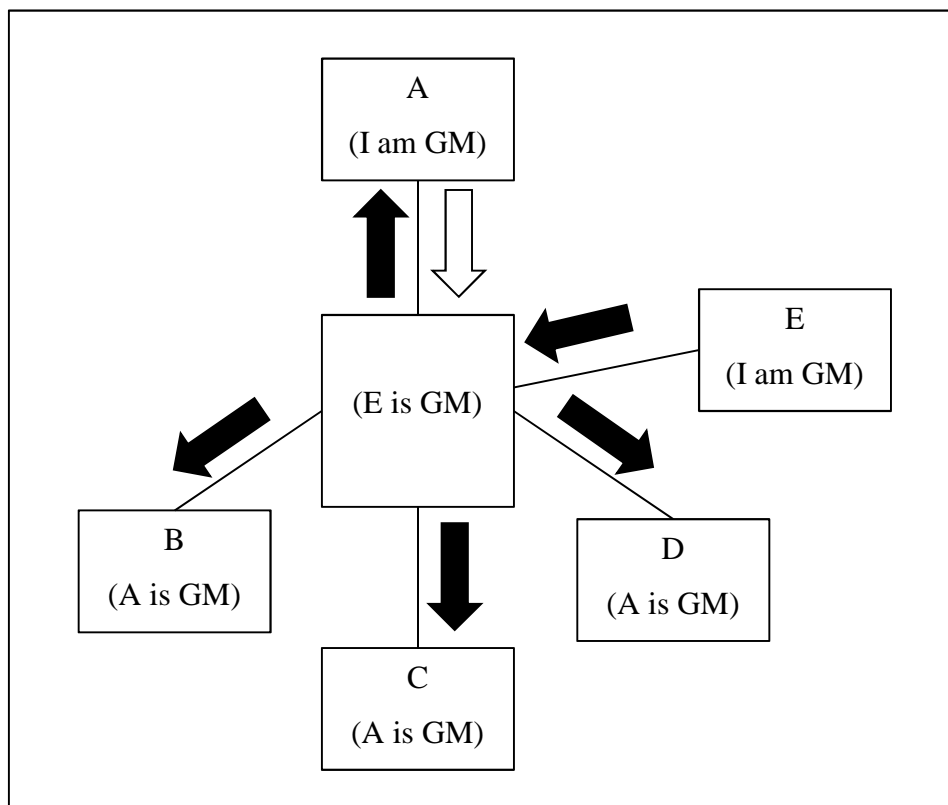 A
(I am GM)
E
(I am GM)
(E is GM)
B
(A is GM)
D
(A is GM)
C
(A is GM)